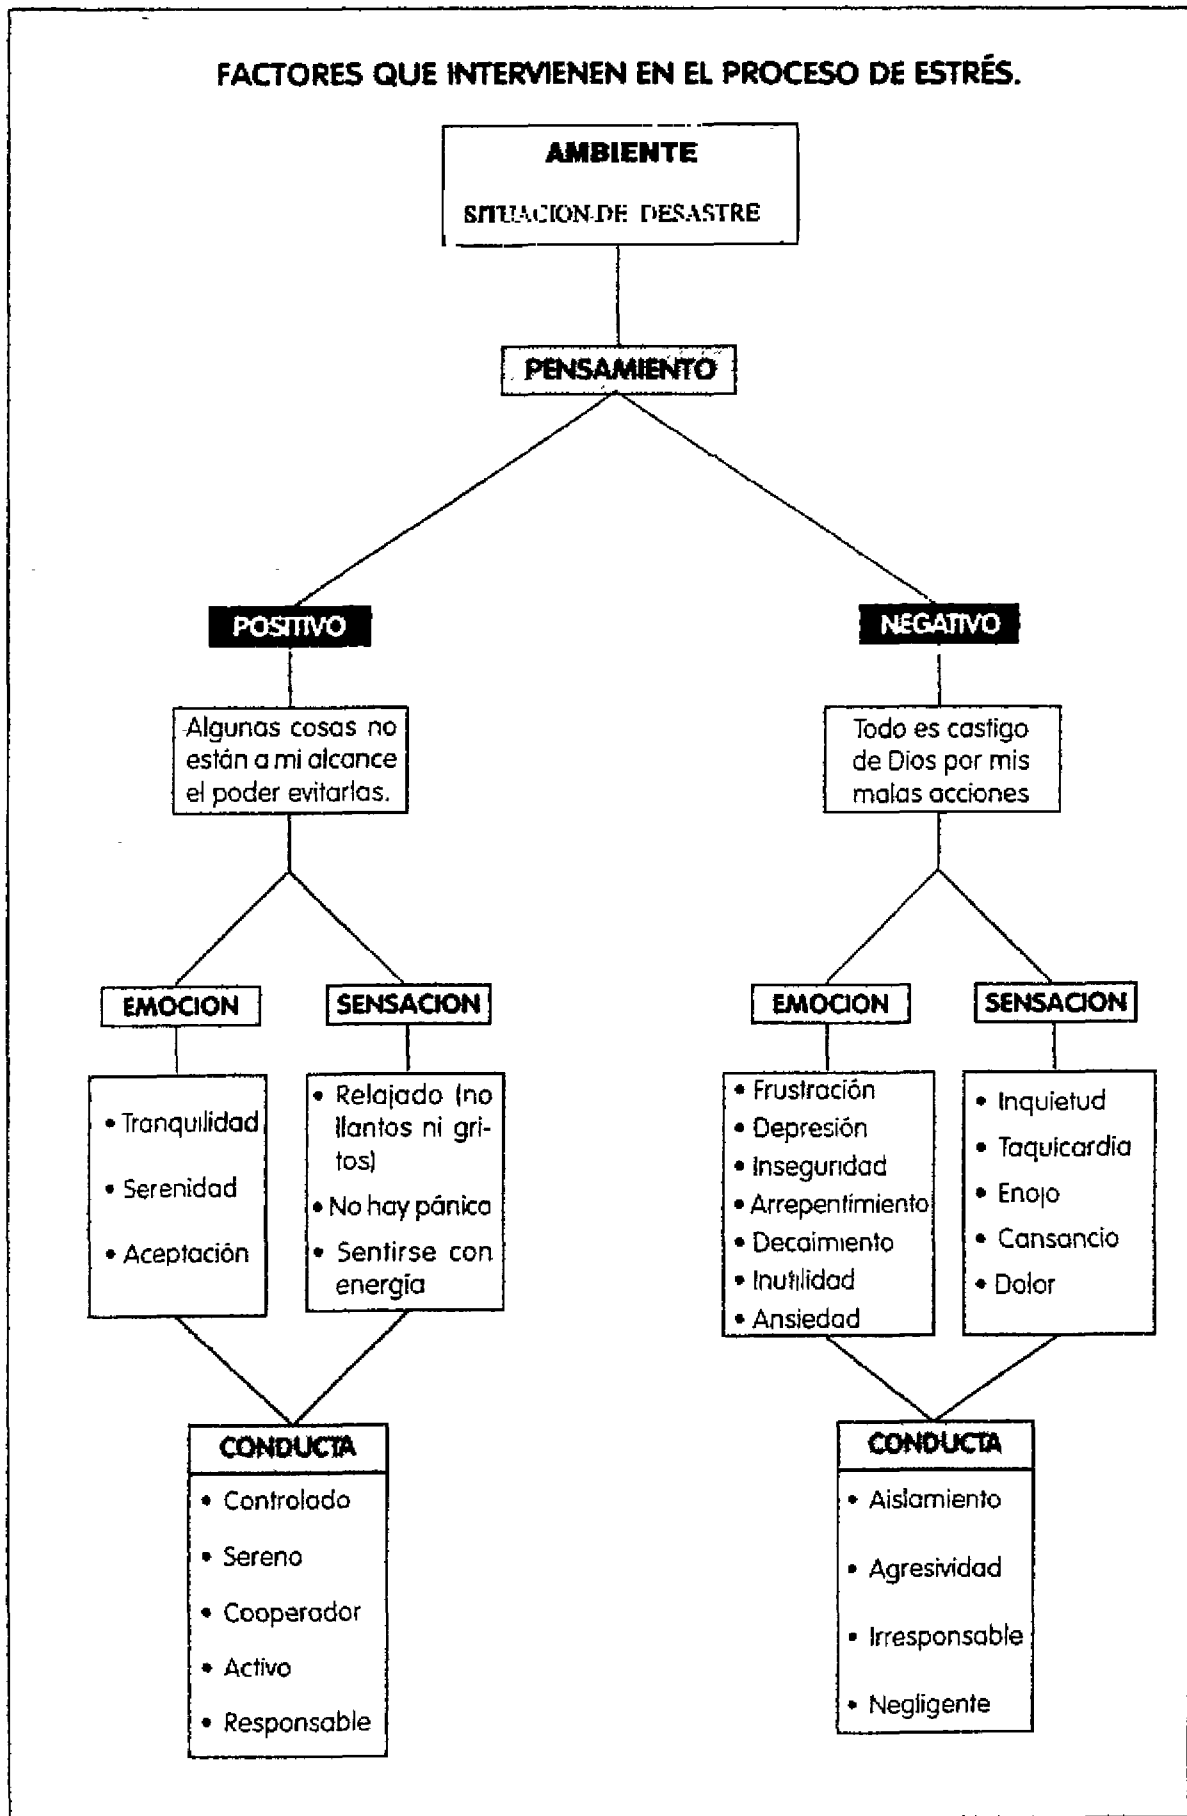 FACTORES QUE INTERVIENEN EN EL PROCESO DE ESTRÉS.
AMBIENTE
SITUACION DE DESASTRE
PENSAMIENTO
POSITIVO
Algunas cosas no
están a mi alcance
el poder evitarlas.
EMOCION
• Tranquilidad
• Serenidad
• Aceptación
SENSACION
• Relajado (no
llantos ni gri-
tos)
• No hay pánico
• Sentirse con
energía
CONDUCTA
• Controlado
• Sereno
• Cooperador
• Activo
• Responsable
NEGATIVO
Todo es castigo
de Dios por mis
malas acciones
EMOCION
• Frustración
• Depresión
• Inseguridad
• Arrepentimiento
• Decaimiento
• Inutilidad
• Ansiedad
SENSACION
• Inquietud
• Taquicardia
• Enojo
• Cansancio
• Dolor
CONDUCTA
• Aislamiento
• Agresividad
• Irresponsable
• Negligente